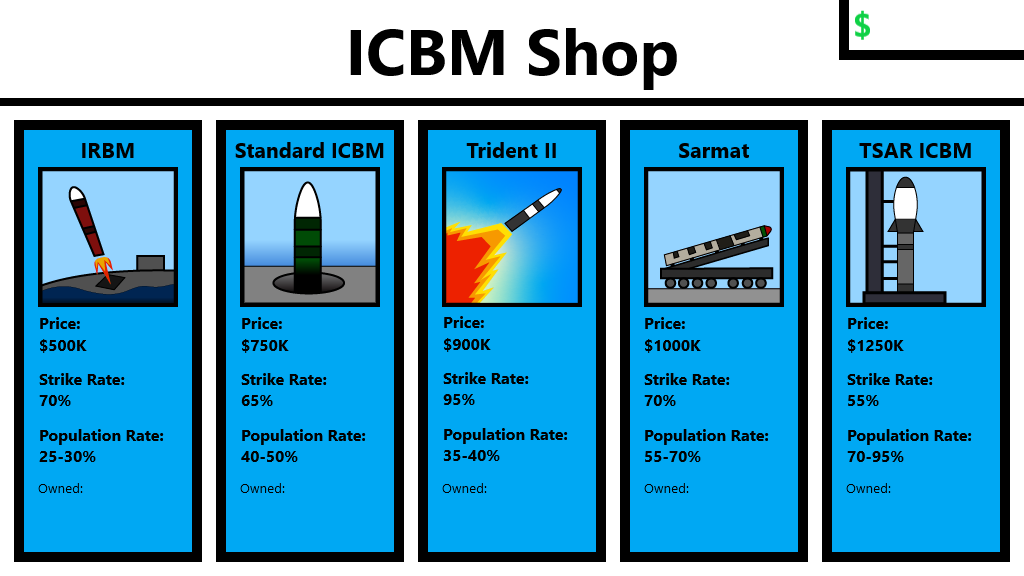 ICBM Shop
$
IRBM
Price:
$500K
Strike Rate:
70%
Population Rate:
25-30%
Owned:
Standard ICBM
Price:
$750K
Strike Rate:
65%
Population Rate:
40-50%
Owned:
Trident II
Price:
$900K
Strike Rate:
95%
Population Rate:
35-40%
Owned:
Sarmat
Price:
$1000K
Strike Rate:
70%
Population Rate:
55-70%
Owned:
TSAR ICBM
Price:
$1250K
Strike Rate:
55%
Population Rate:
70-95%
Owned: